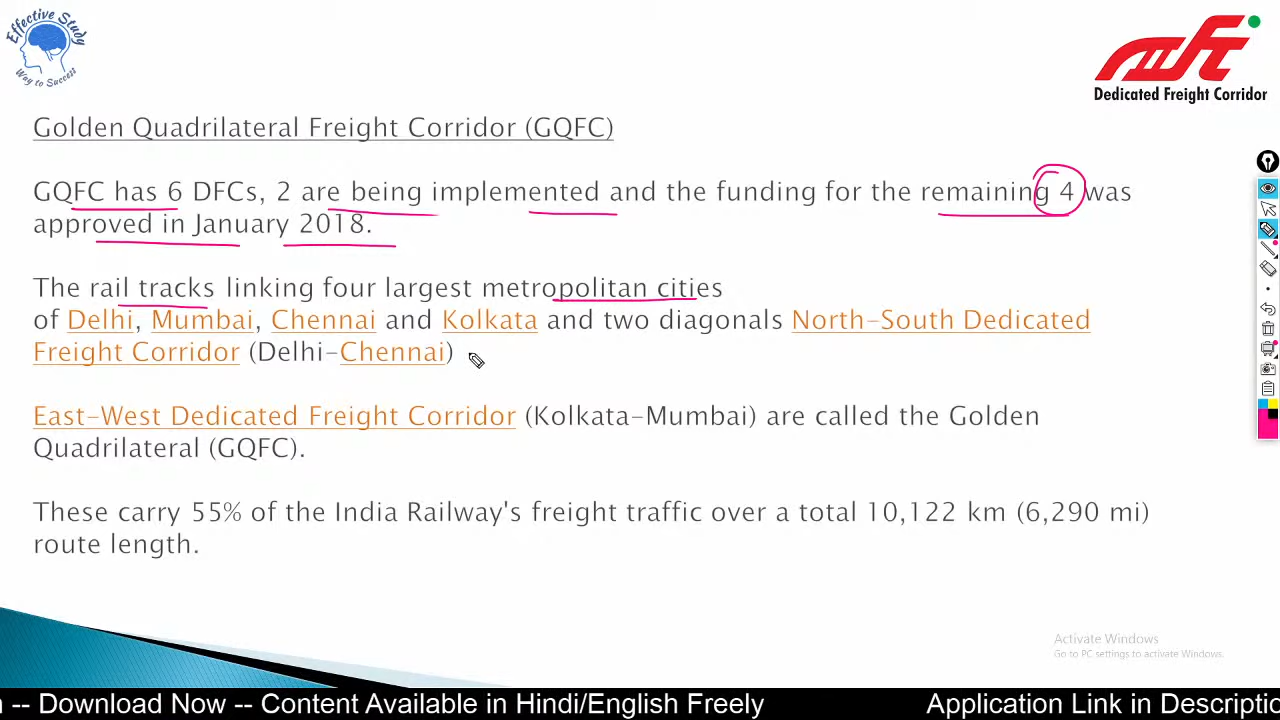 Effective Study
Way to Success
Dedicated Freight Corridor
Golden Quadrilateral Freight Corridor (GQFC)
GQFC has 6 DFCs, 2 are being implemented and the funding for the remaining 4 was
approved in January 2018.
The rail tracks linking four largest metropolitan cities
of Delhi, Mumbai, Chennai and Kolkata and two diagonals North-South Dedicated
Freight Corridor (Delhi-Chennai)
East-West Dedicated Freight Corridor (Kolkata-Mumbai) are called the Golden
Quadrilateral (GQFC).
These carry 55% of the India Railway's freight traffic over a total 10,122 km (6,290 mi)
route length.
Activate Windows
Go to PC settings to activate Windows.
-- Download Now -- Content Available in Hindi/English Freely Application Link in